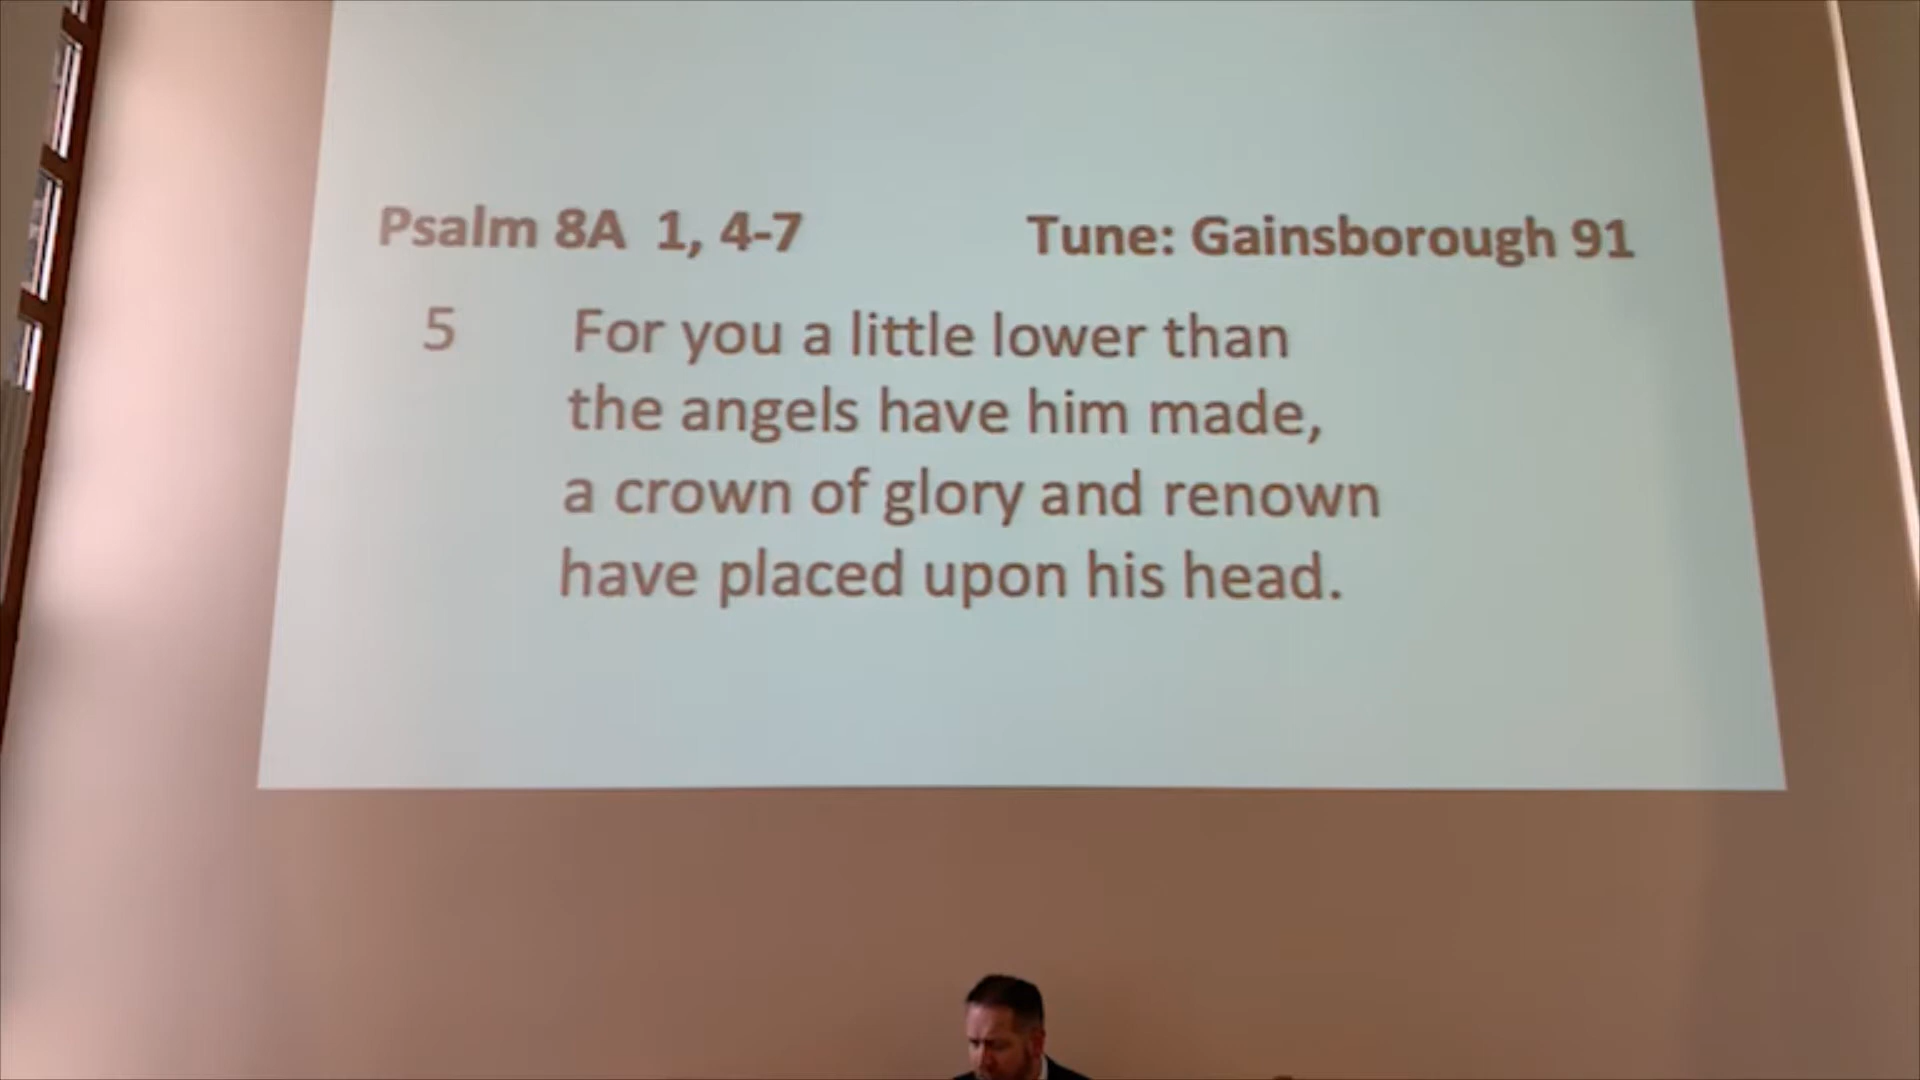 Psalm 8A 1, 4-7 Tune: Gainsborough 91
5 For you a little lower than
the angels have him made,
a crown of glory and renown
have placed upon his head.